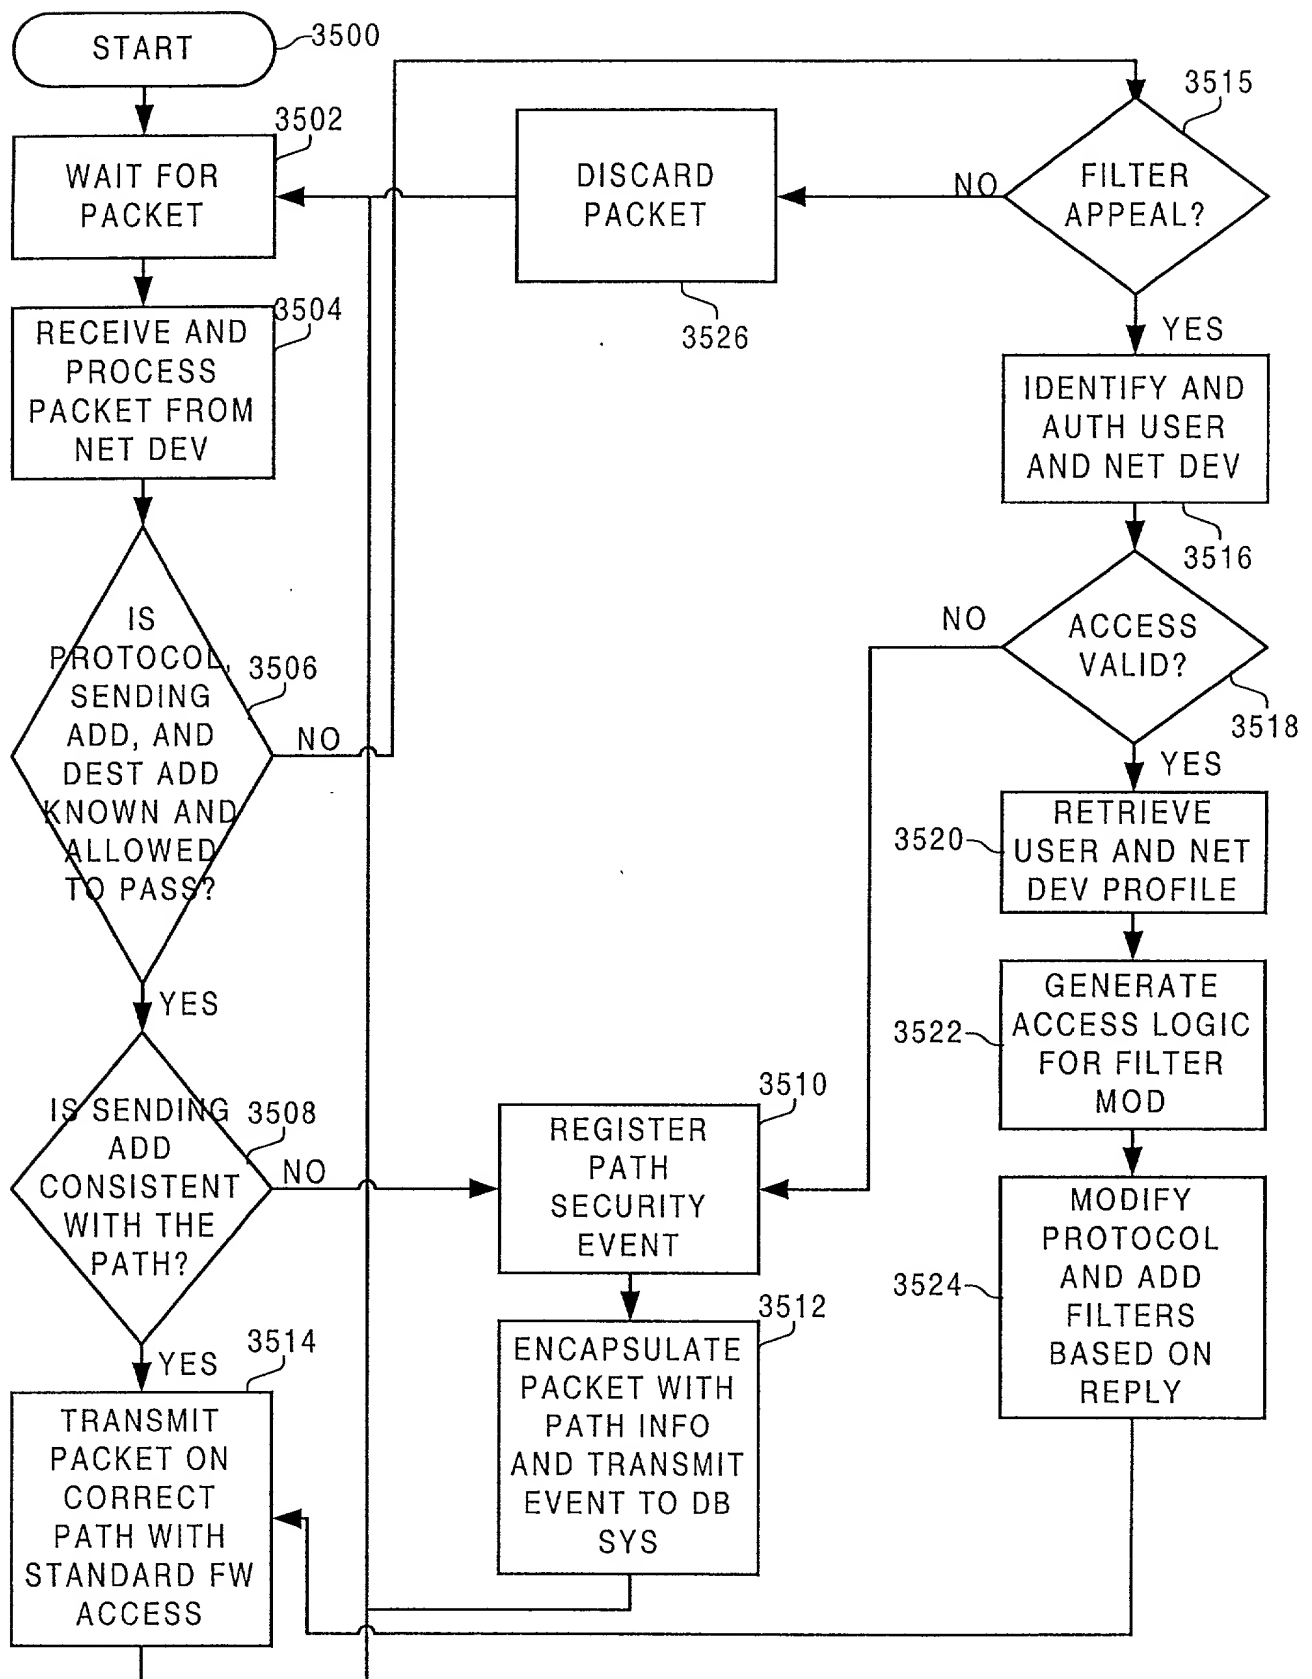 START
3500
3502
WAIT FOR
PACKET
3504
RECEIVE AND
PROCESS
PACKET FROM
NET DEV
IS
PROTOCOL,
SENDING
ADD, AND
DEST ADD
KNOWN AND
ALLOWED
TO PASS?
3506
NO
YES
IS SENDING
ADD
CONSISTENT
WITH THE
PATH?
3508
NO
YES
3514
TRANSMIT
PACKET ON
CORRECT
PATH WITH
STANDARD FW
ACCESS
DISCARD
PACKET
3526
3510
REGISTER
PATH
SECURITY
EVENT
3512
ENCAPSULATE
PACKET WITH
PATH INFO
AND TRANSMIT
EVENT TO DB
SYS
3515
FILTER
APPEAL?
NO
YES
IDENTIFY AND
AUTH USER
AND NET DEV
3516
ACCESS
VALID?
NO
3518
YES
3520
RETRIEVE
USER AND NET
DEV PROFILE
3522
GENERATE
ACCESS LOGIC
FOR FILTER
MOD
3524
MODIFY
PROTOCOL
AND ADD
FILTERS
BASED ON
REPLY